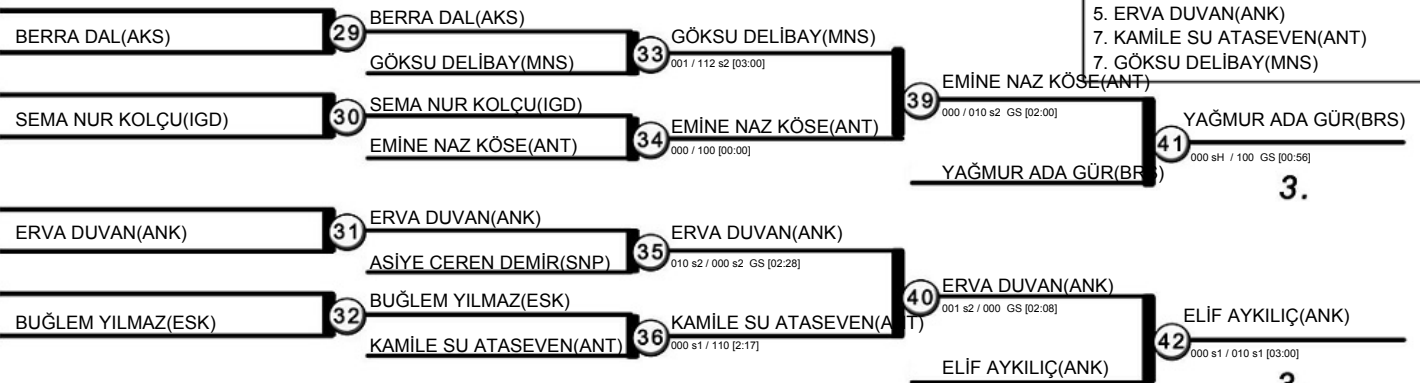 5. ERVA DUVAN(ANK)
7. KAMİLE SU ATASEVEN(ANT)
7. GÖKSU DELİBAY(MNS)
BERRA DAL(AKS)
29
BERRA DAL(AKS)
GÖKSU DELİBAY(MNS)
33
GÖKSU DELİBAY(MNS)
001 / 112 s2 [03:00]
SEMA NUR KOLÇU(IGD)
30
SEMA NUR KOLÇU(IGD)
EMİNE NAZ KÖSE(ANT)
34
EMİNE NAZ KÖSE(ANT)
000 / 100 [00:00]
39
EMİNE NAZ KÖSE(ANT)
000 / 010 s2 GS [02:00]
YAĞMUR ADA GÜR(BRS)
41
YAĞMUR ADA GÜR(BRS)
000 sH / 100 GS [00:56]
3.
ERVA DUVAN(ANK)
31
ERVA DUVAN(ANK)
ASİYE CEREN DEMİR(SNP)
35
ERVA DUVAN(ANK)
010 s2 / 000 s2 GS [02:28]
BUĞLEM YILMAZ(ESK)
32
BUĞLEM YILMAZ(ESK)
KAMİLE SU ATASEVEN(ANT)
36
KAMİLE SU ATASEVEN(ANT)
000 s1 / 110 [2:17]
40
ERVA DUVAN(ANK)
001 s2 / 000 GS [02:08]
ELİF AYKILIÇ(ANK)
42
ELİF AYKILIÇ(ANK)
000 s1 / 010 s1 [03:00]